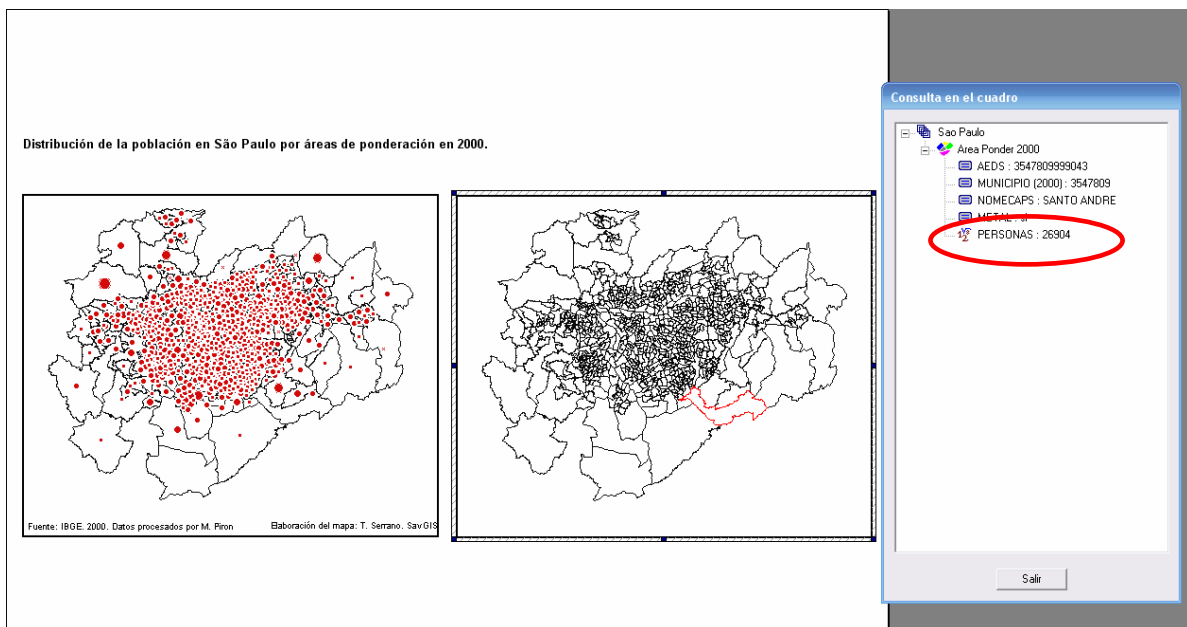 Distribución de la población en São Paulo por áreas de ponderación en 2000.
Fuente: IBGE. 2000. Datos procesados por M. Piron
Elaboración del mapa: T. Serrano. SavGIS
Consulta en el cuadro
Sao Paulo
Area Ponder 2000
AEDS : 3547809999043
MUNICIPIO (2000) : 3547809
NOMECAPS : SANTO ANDRE
PERSONAS : 26904
Salir